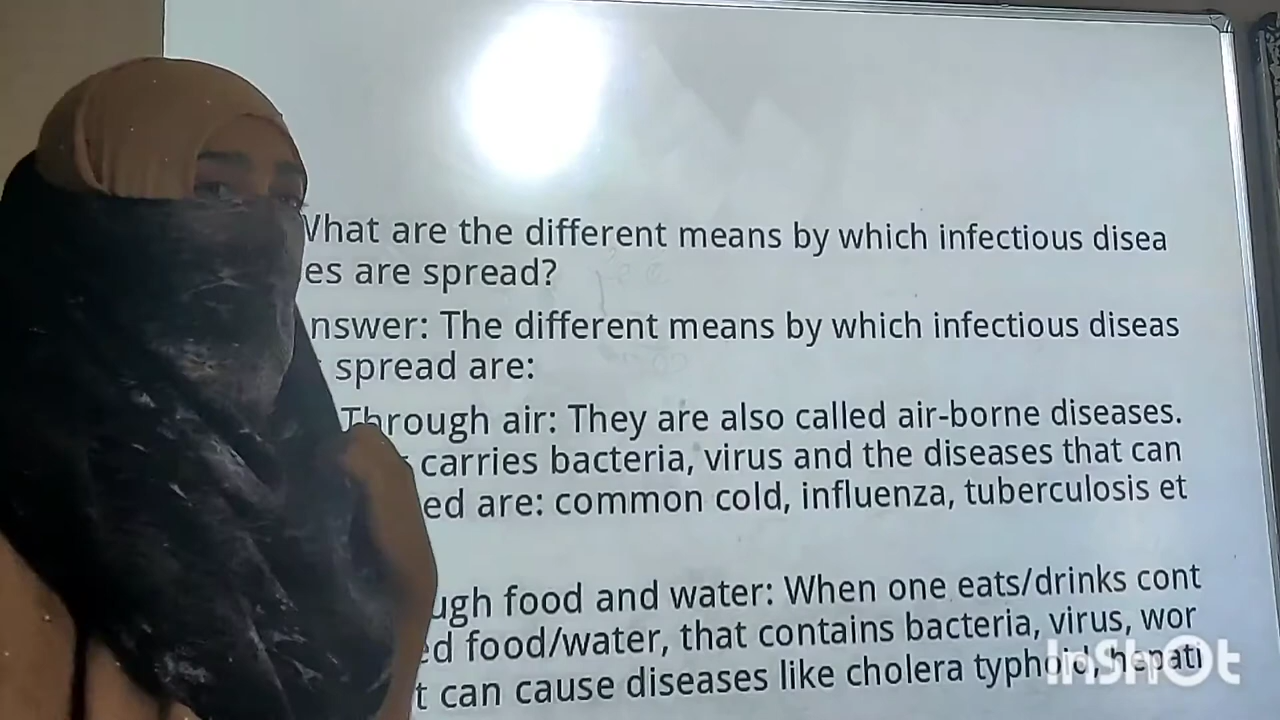 What are the different means by which infectious disea
es are spread?
nswer: The different means by which infectious diseas
spread are:
Through air: They are also called air-borne diseases.
carries bacteria, virus and the diseases that can
ed are: common cold, influenza, tuberculosis et
ugh food and water: When one eats/drinks cont
ed food/water, that contains bacteria, virus, wor
t can cause diseases like cholera typhoid, hepati
InShOt